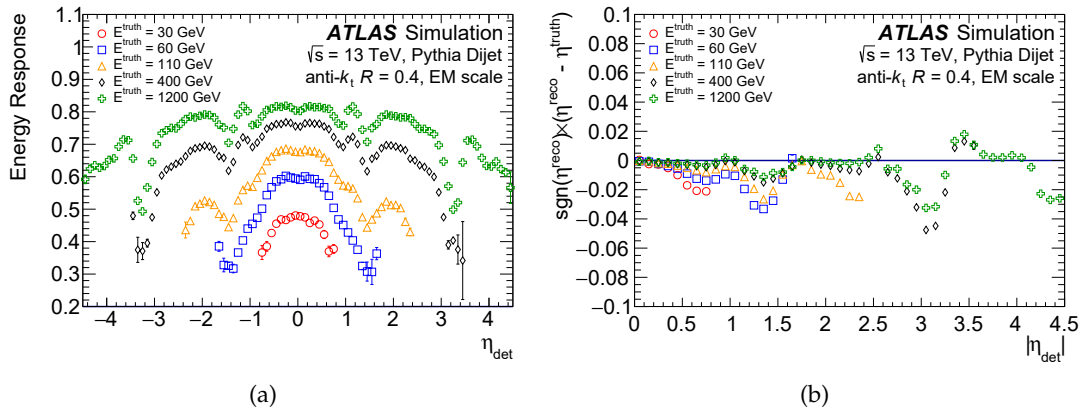 Energy Response
1.1
1
0.9
0.8
0.7
0.6
0.5
0.4
0.3
0.2
ATLAS Simulation
√s = 13 TeV, Pythia Dijet
anti-kt R = 0.4, EM scale
E^truth = 30 GeV
E^truth = 60 GeV
E^truth = 110 GeV
E^truth = 400 GeV
E^truth = 1200 GeV
−4 −3 −2 −1 0 1 2 3 4
η_det
(a)
sgn(η^reco)×(η^reco - η^truth)
0.1
0.08
0.06
0.04
0.02
0
−0.02
−0.04
−0.06
−0.08
−0.1
ATLAS Simulation
√s = 13 TeV, Pythia Dijet
anti-kt R = 0.4, EM scale
E^truth = 30 GeV
E^truth = 60 GeV
E^truth = 110 GeV
E^truth = 400 GeV
E^truth = 1200 GeV
0 0.5 1 1.5 2 2.5 3 3.5 4 4.5
|η_det|
(b)